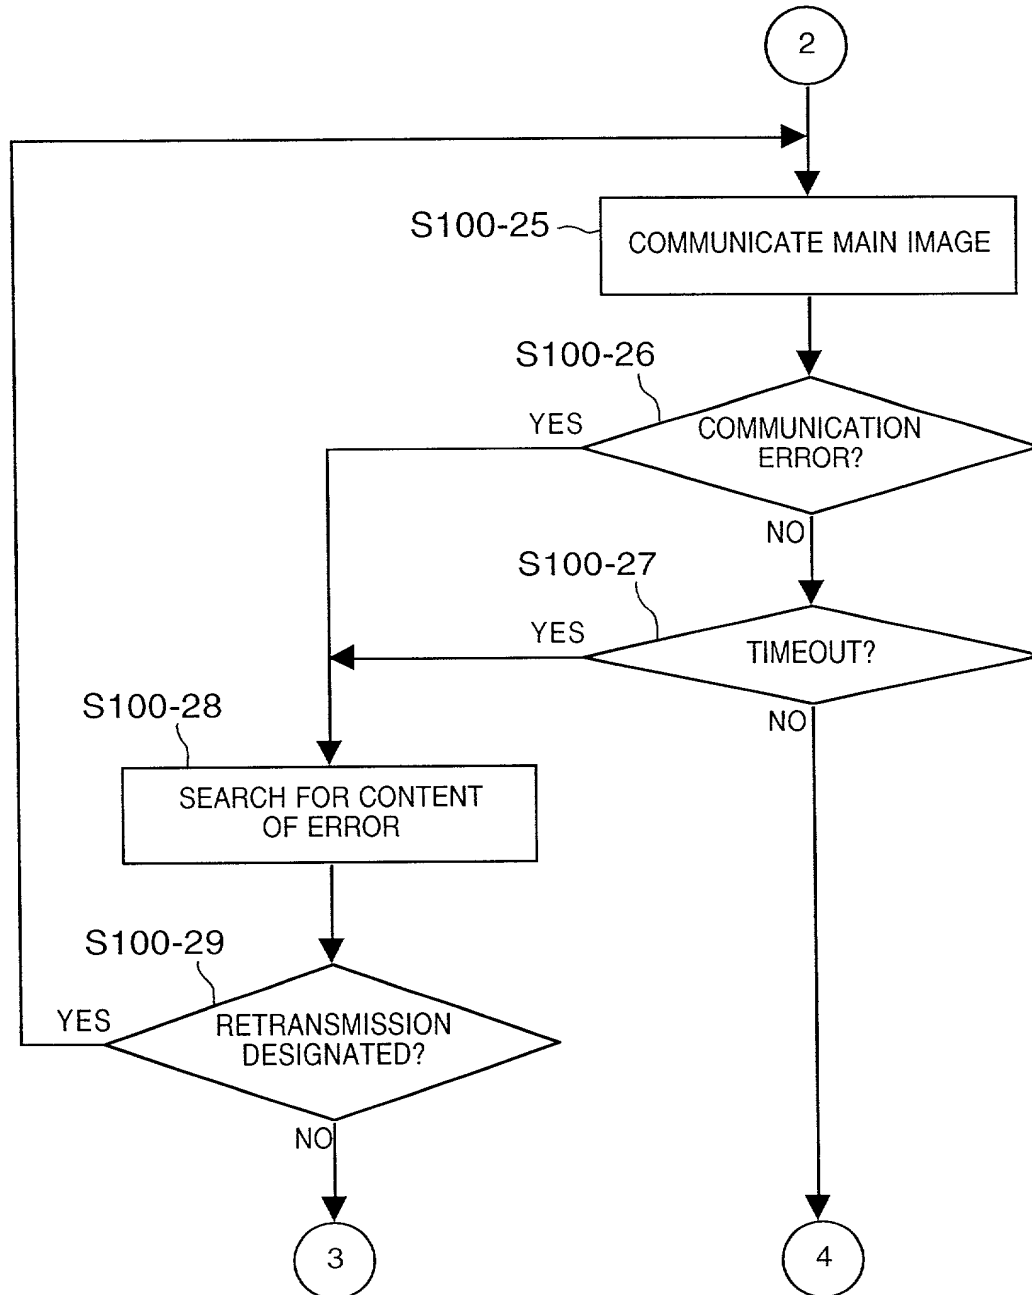 2
S100-25
COMMUNICATE MAIN IMAGE
S100-26
YES
COMMUNICATION
ERROR?
NO
S100-27
YES
TIMEOUT?
NO
S100-28
SEARCH FOR CONTENT
OF ERROR
S100-29
YES
RETRANSMISSION
DESIGNATED?
NO
3
4